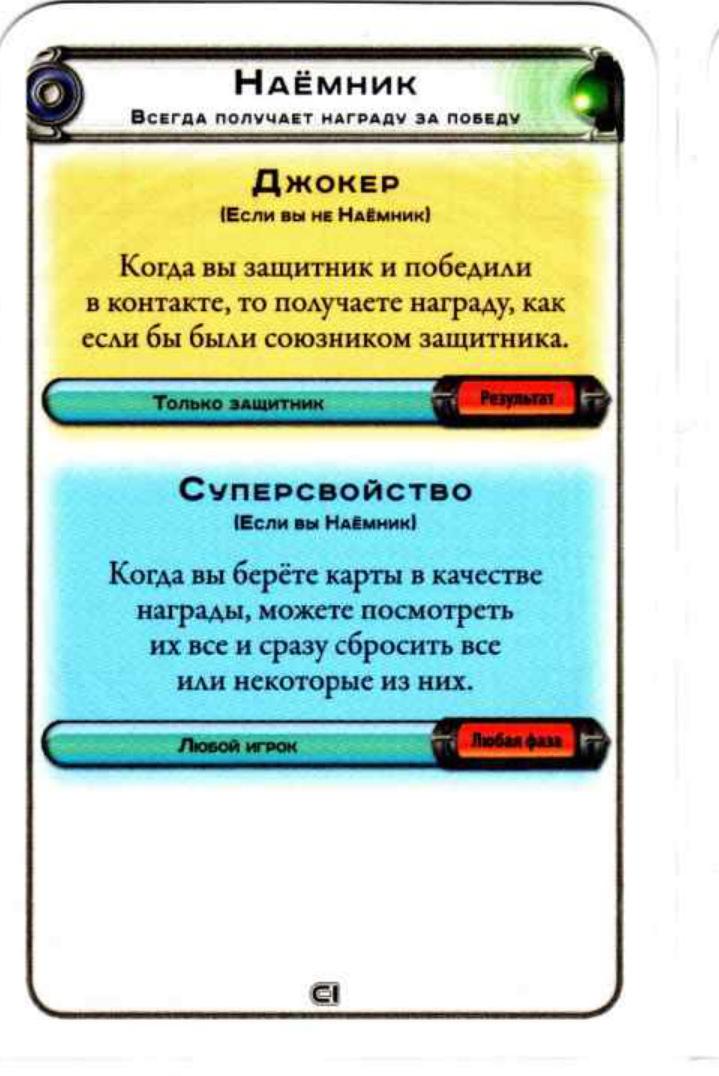 Наёмник
Всегда получает награду за победу
Джокер
(Если вы не Наёмник)
Когда вы защитник и победили
в контакте, то получаете награду, как
если бы были союзником защитника.
Только защитник
Результат
Суперсвойство
(Если вы Наёмник)
Когда вы берёте карты в качестве
награды, можете посмотреть
их все и сразу сбросить все
или некоторые из них.
Любой игрок
Любая фаза